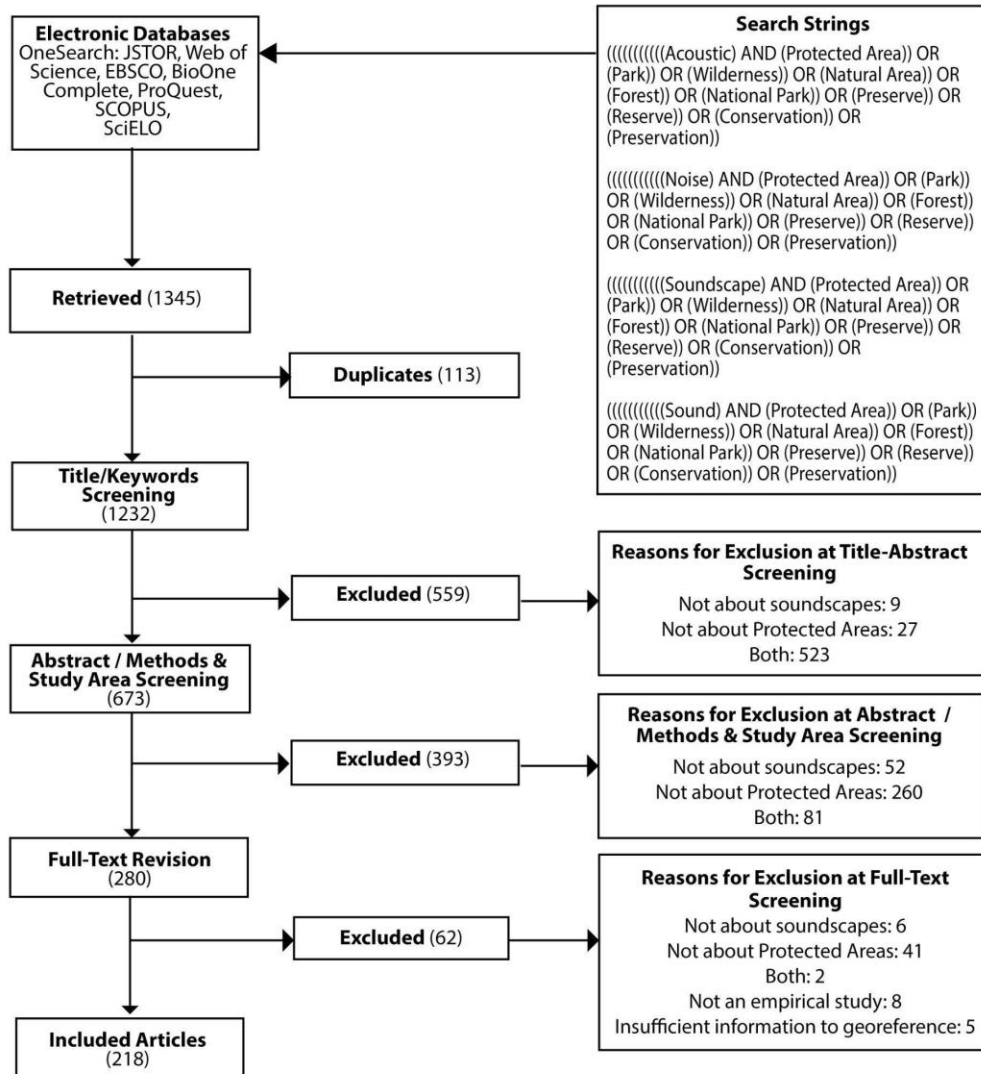 Electronic Databases
OneSearch: JSTOR, Web of
Science, EBSCO, BioOne
Complete, ProQuest,
SCOPUS,
SciELO
Search Strings
(((((((((((Acoustic) AND (Protected Area)) OR
(Park)) OR (Wilderness)) OR (Natural Area)) OR
(Forest)) OR (National Park)) OR (Preserve)) OR
(Reserve)) OR (Conservation)) OR
(Preservation))
(((((((((((Noise) AND (Protected Area)) OR (Park))
OR (Wilderness)) OR (Natural Area)) OR (Forest))
OR (National Park)) OR (Preserve)) OR (Reserve))
OR (Conservation)) OR (Preservation))
(((((((((((Soundscape) AND (Protected Area)) OR
(Park)) OR (Wilderness)) OR (Natural Area)) OR
(Forest)) OR (National Park)) OR (Preserve)) OR
(Reserve)) OR (Conservation)) OR
(Preservation))
(((((((((((Sound) AND (Protected Area)) OR (Park))
OR (Wilderness)) OR (Natural Area)) OR (Forest))
OR (National Park)) OR (Preserve)) OR (Reserve))
OR (Conservation)) OR (Preservation))
Retrieved (1345)
Duplicates (113)
Title/Keywords
Screening
(1232)
Excluded (559)
Reasons for Exclusion at Title-Abstract
Screening
Not about soundscapes: 9
Not about Protected Areas: 27
Both: 523
Abstract / Methods &
Study Area Screening
(673)
Excluded (393)
Reasons for Exclusion at Abstract /
Methods & Study Area Screening
Not about soundscapes: 52
Not about Protected Areas: 260
Both: 81
Full-Text Revision
(280)
Excluded (62)
Reasons for Exclusion at Full-Text
Screening
Not about soundscapes: 6
Not about Protected Areas: 41
Both: 2
Not an empirical study: 8
Insufficient information to georeference: 5
Included Articles
(218)